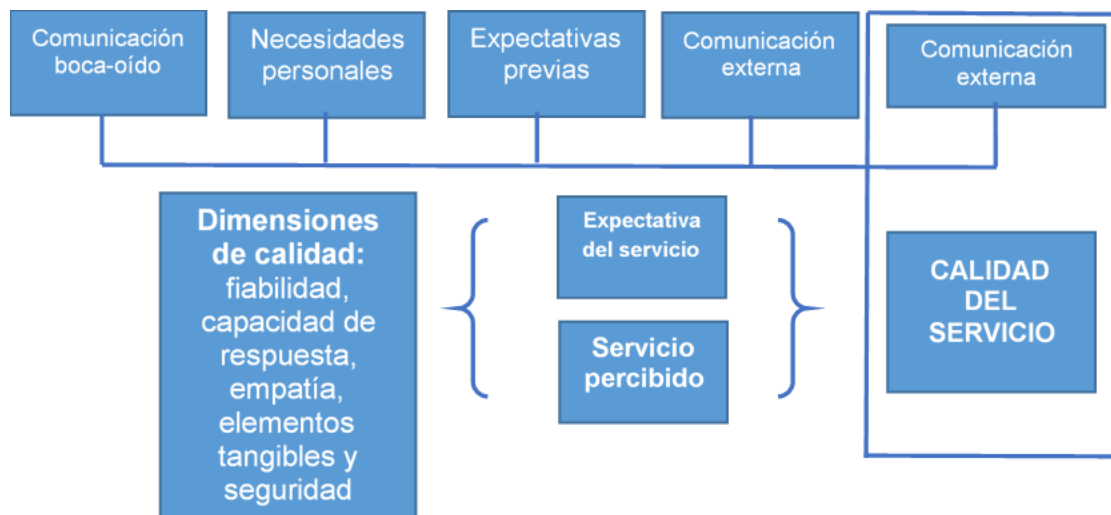 Comunicación
boca-oído
Necesidades
personales
Expectativas
previas
Comunicación
externa
Comunicación
externa
Dimensiones
de calidad:
fiabilidad,
capacidad de
respuesta,
empatía,
elementos
tangibles y
seguridad
Expectativa
del servicio
Servicio
percibido
CALIDAD
DEL
SERVICIO